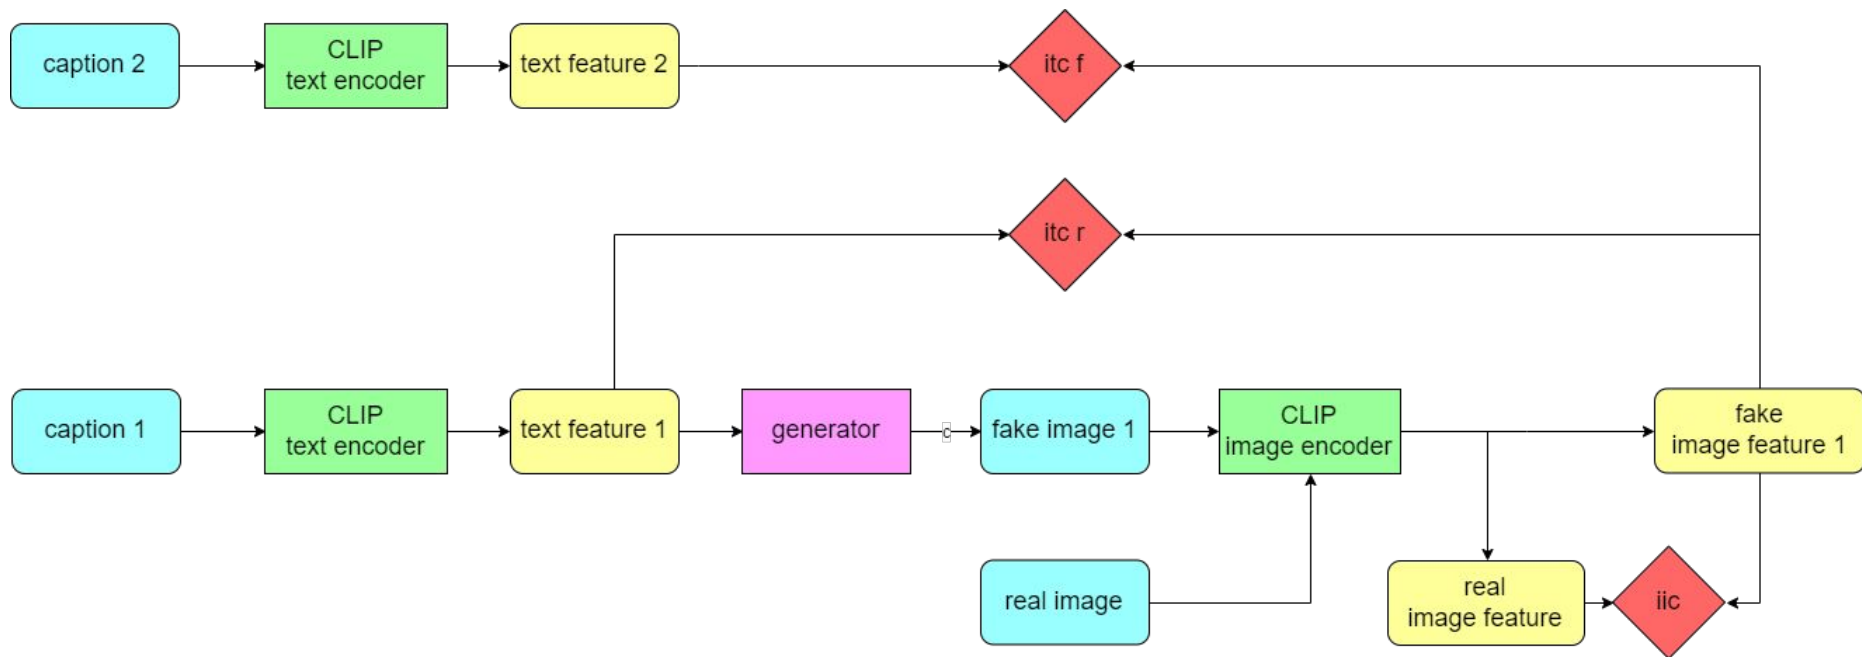 caption 2
CLIP
text encoder
text feature 2
itc f
itc r
caption 1
CLIP
text encoder
text feature 1
generator
c
fake image 1
CLIP
image encoder
fake
image feature 1
real image
real
image feature
iic